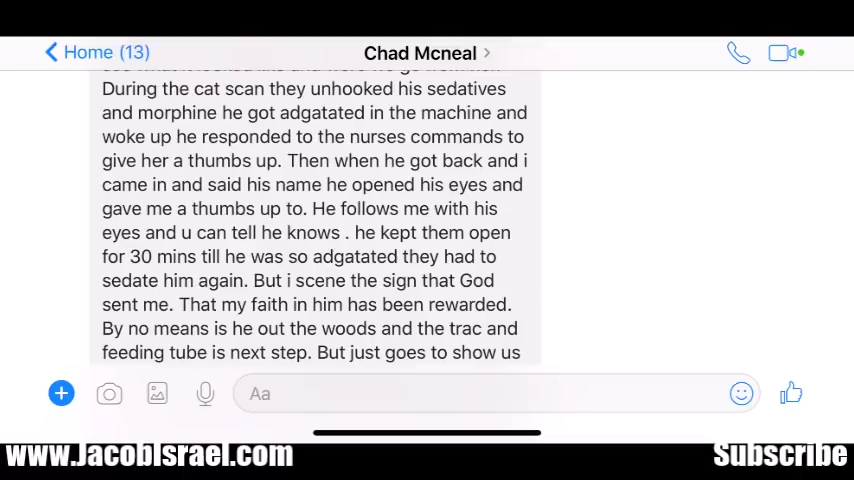 Home (13)
Chad Mcneal
During the cat scan they unhooked his sedatives
and morphine he got adgatated in the machine and
woke up he responded to the nurses commands to
give her a thumbs up. Then when he got back and i
came in and said his name he opened his eyes and
gave me a thumbs up to. He follows me with his
eyes and u can tell he knows . he kept them open
for 30 mins till he was so adgatated they had to
sedate him again. But i scene the sign that God
sent me. That my faith in him has been rewarded.
By no means is he out the woods and the trac and
feeding tube is next step. But just goes to show us
Aa
www.JacobIsrael.com
Subscribe